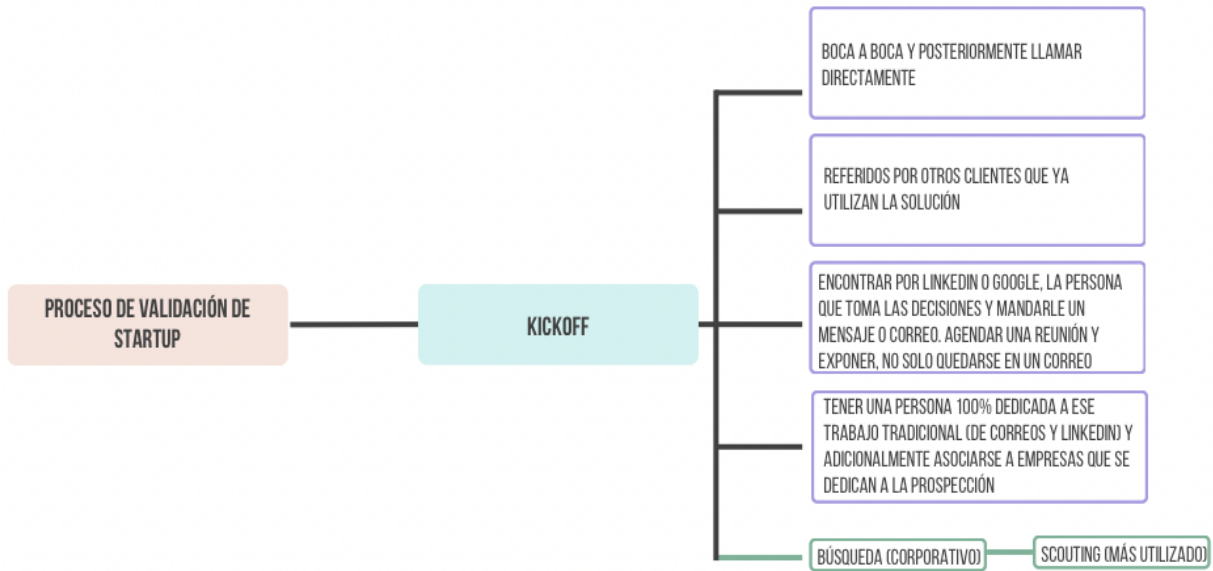 BOCA A BOCA Y POSTERIORMENTE LLAMAR
DIRECTAMENTE
REFERIDOS POR OTROS CLIENTES QUE YA
UTILIZAN LA SOLUCIÓN
PROCESO DE VALIDACIÓN DE
STARTUP
KICKOFF
ENCONTRAR POR LINKEDIN O GOOGLE, LA PERSONA
QUE TOMA LAS DECISIONES Y MANDARLE UN
MENSAJE O CORREO. AGENDAR UNA REUNIÓN Y
EXPONER, NO SOLO QUEDARSE EN UN CORREO
TENER UNA PERSONA 100% DEDICADA A ESE
TRABAJO TRADICIONAL (DE CORREOS Y LINKEDIN) Y
ADICIONALMENTE ASOCIARSE A EMPRESAS QUE SE
DEDICAN A LA PROSPECCIÓN
BÚSQUEDA (CORPORATIVO)
SCOUTING (MÁS UTILIZADO)